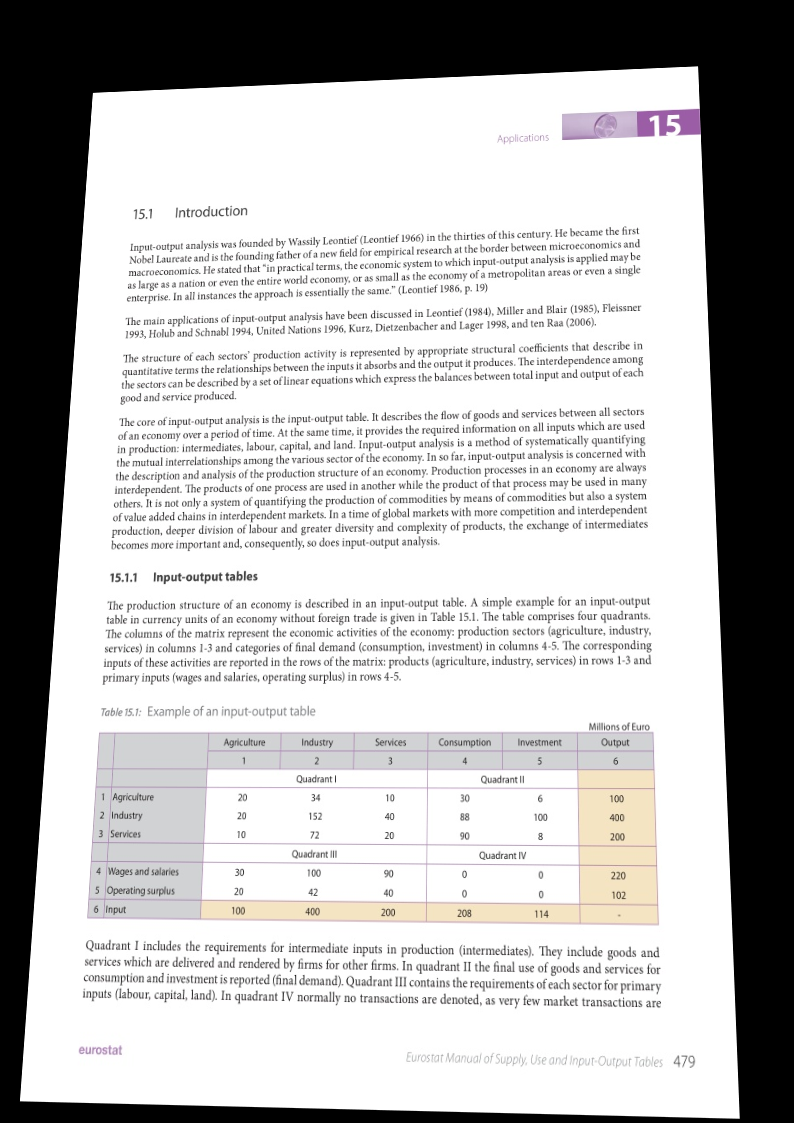 Applications 15
15.1 Introduction
Input-output analysis was founded by Wassily Leontief (Leontief 1966) in the thirties of this century. He became the first
Nobel Laureate and is the founding father of a new field for empirical research at the border between microeconomics and
macroeconomics. He stated that "in practical terms, the economic system to which input-output analysis is applied may be
as large as a nation or even the entire world economy, or as small as the economy of a metropolitan areas or even a single
enterprise. In all instances the approach is essentially the same." (Leontief 1986, p. 19)
The main applications of input-output analysis have been discussed in Leontief (1984), Miller and Blair (1985), Fleissner
1993, Holub and Schnabl 1994, United Nations 1996, Kurz, Dietzenbacher and Lager 1998, and ten Raa (2006).
The structure of each sectors' production activity is represented by appropriate structural coefficients that describe in
quantitative terms the relationships between the inputs it absorbs and the output it produces. The interdependence among
the sectors can be described by a set of linear equations which express the balances between total input and output of each
good and service produced.
The core of input-output analysis is the input-output table. It describes the flow of goods and services between all sectors
of an economy over a period of time. At the same time, it provides the required information on all inputs which are used
in production: intermediates, labour, capital, and land. Input-output analysis is a method of systematically quantifying
the mutual interrelationships among the various sector of the economy. In so far, input-output analysis is concerned with
the description and analysis of the production structure of an economy. Production processes in an economy are always
interdependent. The products of one process are used in another while the product of that process may be used in many
others. It is not only a system of quantifying the production of commodities by means of commodities but also a system
of value added chains in interdependent markets. In a time of global markets with more competition and interdependent
production, deeper division of labour and greater diversity and complexity of products, the exchange of intermediates
becomes more important and, consequently, so does input-output analysis.
15.1.1 Input-output tables
The production structure of an economy is described in an input-output table. A simple example for an input-output
table in currency units of an economy without foreign trade is given in Table 15.1. The table comprises four quadrants.
The columns of the matrix represent the economic activities of the economy: production sectors (agriculture, industry,
services) in columns 1-3 and categories of final demand (consumption, investment) in columns 4-5. The corresponding
inputs of these activities are reported in the rows of the matrix: products (agriculture, industry, services) in rows 1-3 and
primary inputs (wages and salaries, operating surplus) in rows 4-5.
Table 15.1: Example of an input-output table
Millions of Euro
Agriculture Industry Services Consumption Investment Output
1 2 3 4 5 6
Quadrant I Quadrant II
1 Agriculture 20 34 10 30 6 100
2 Industry 20 152 40 88 100 400
3 Services 10 72 20 90 8 200
Quadrant III Quadrant IV
4 Wages and salaries 30 100 90 0 0 220
5 Operating surplus 20 42 40 0 0 102
6 Input 100 400 200 208 114 -
Quadrant I includes the requirements for intermediate inputs in production (intermediates). They include goods and
services which are delivered and rendered by firms for other firms. In quadrant II the final use of goods and services for
consumption and investment is reported (final demand). Quadrant III contains the requirements of each sector for primary
inputs (labour, capital, land). In quadrant IV normally no transactions are denoted, as very few market transactions are
eurostat Eurostat Manual of Supply, Use and Input-Output Tables 479